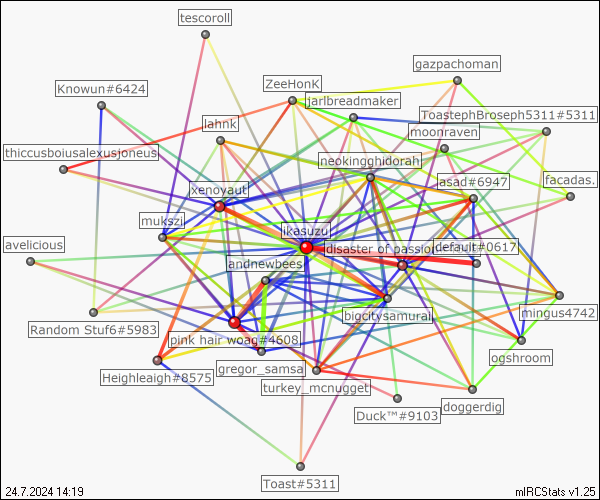 tescoroll
gazpachoman
Knowun#6424
ZeeHonK
jarlbreadmaker
ToastephBroseph5311#5311
lahnk
moonraven
thiccusboiusalexusjoneus
neokingghidorah
xenoyaut
asad#6947
facadas.
mukszi
ikasuzu
avelicious
disaster of passion
default#0617
andnewbees
mingus4742
Random Stuf6#5983
bigcitysamurai
pink hair woag#4608
ogshroom
gregor_samsa
Heighleaigh#8575
turkey_mcnugget
doggerdig
Duck™#9103
Toast#5311
24.7.2024 14:19
mIRCStats v1.25